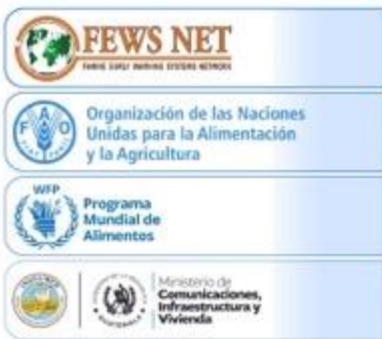 FEWS NET
FAMINE EARLY WARNING SYSTEMS NETWORK
FAO
Organización de las Naciones
Unidas para la Alimentación
y la Agricultura
WFP
Programa
Mundial de
Alimentos
Ministerio de
Comunicaciones,
Infraestructura y
Vivienda